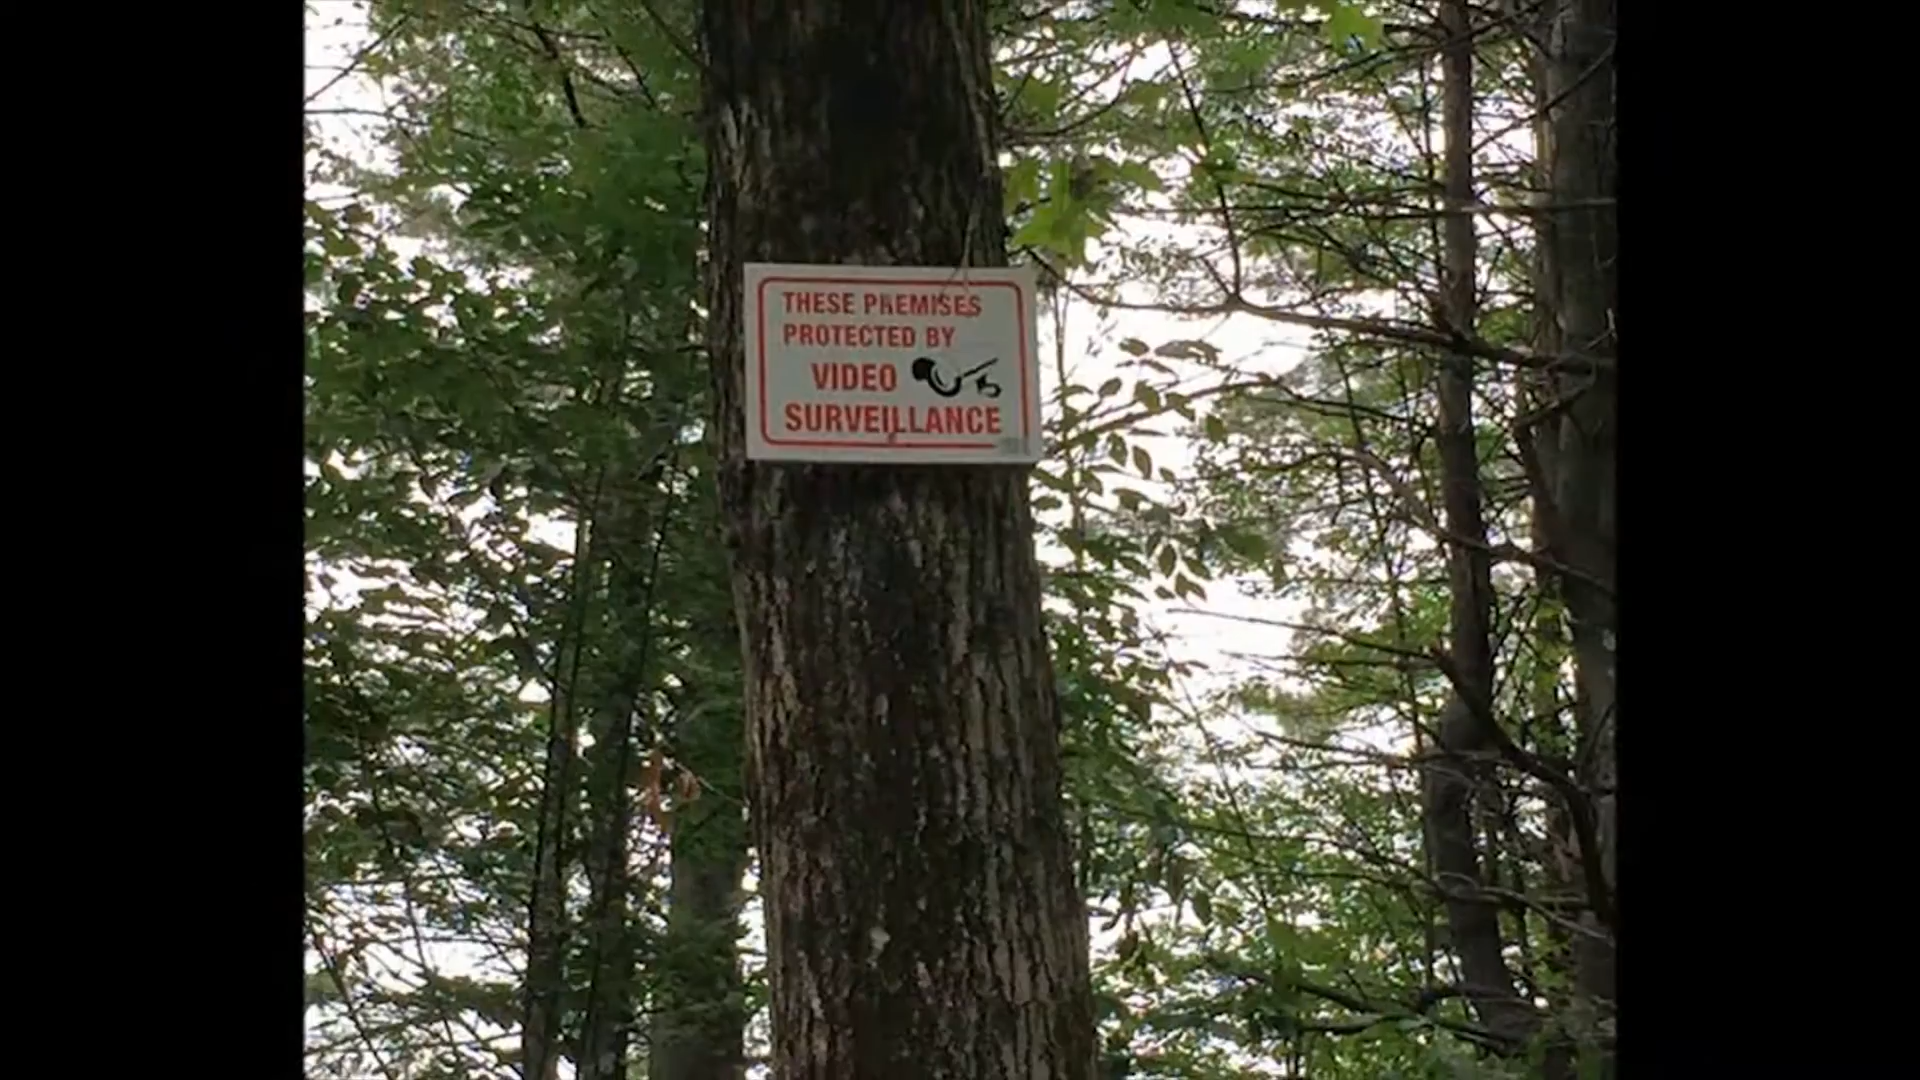 THESE PREMISES
PROTECTED BY
VIDEO
SURVEILLANCE